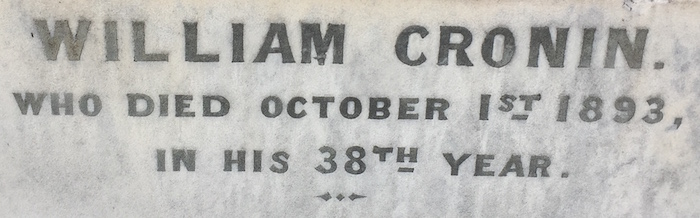 WILLIAM CRONIN.
WHO DIED OCTOBER 1ST 1893,
IN HIS 38TH YEAR.